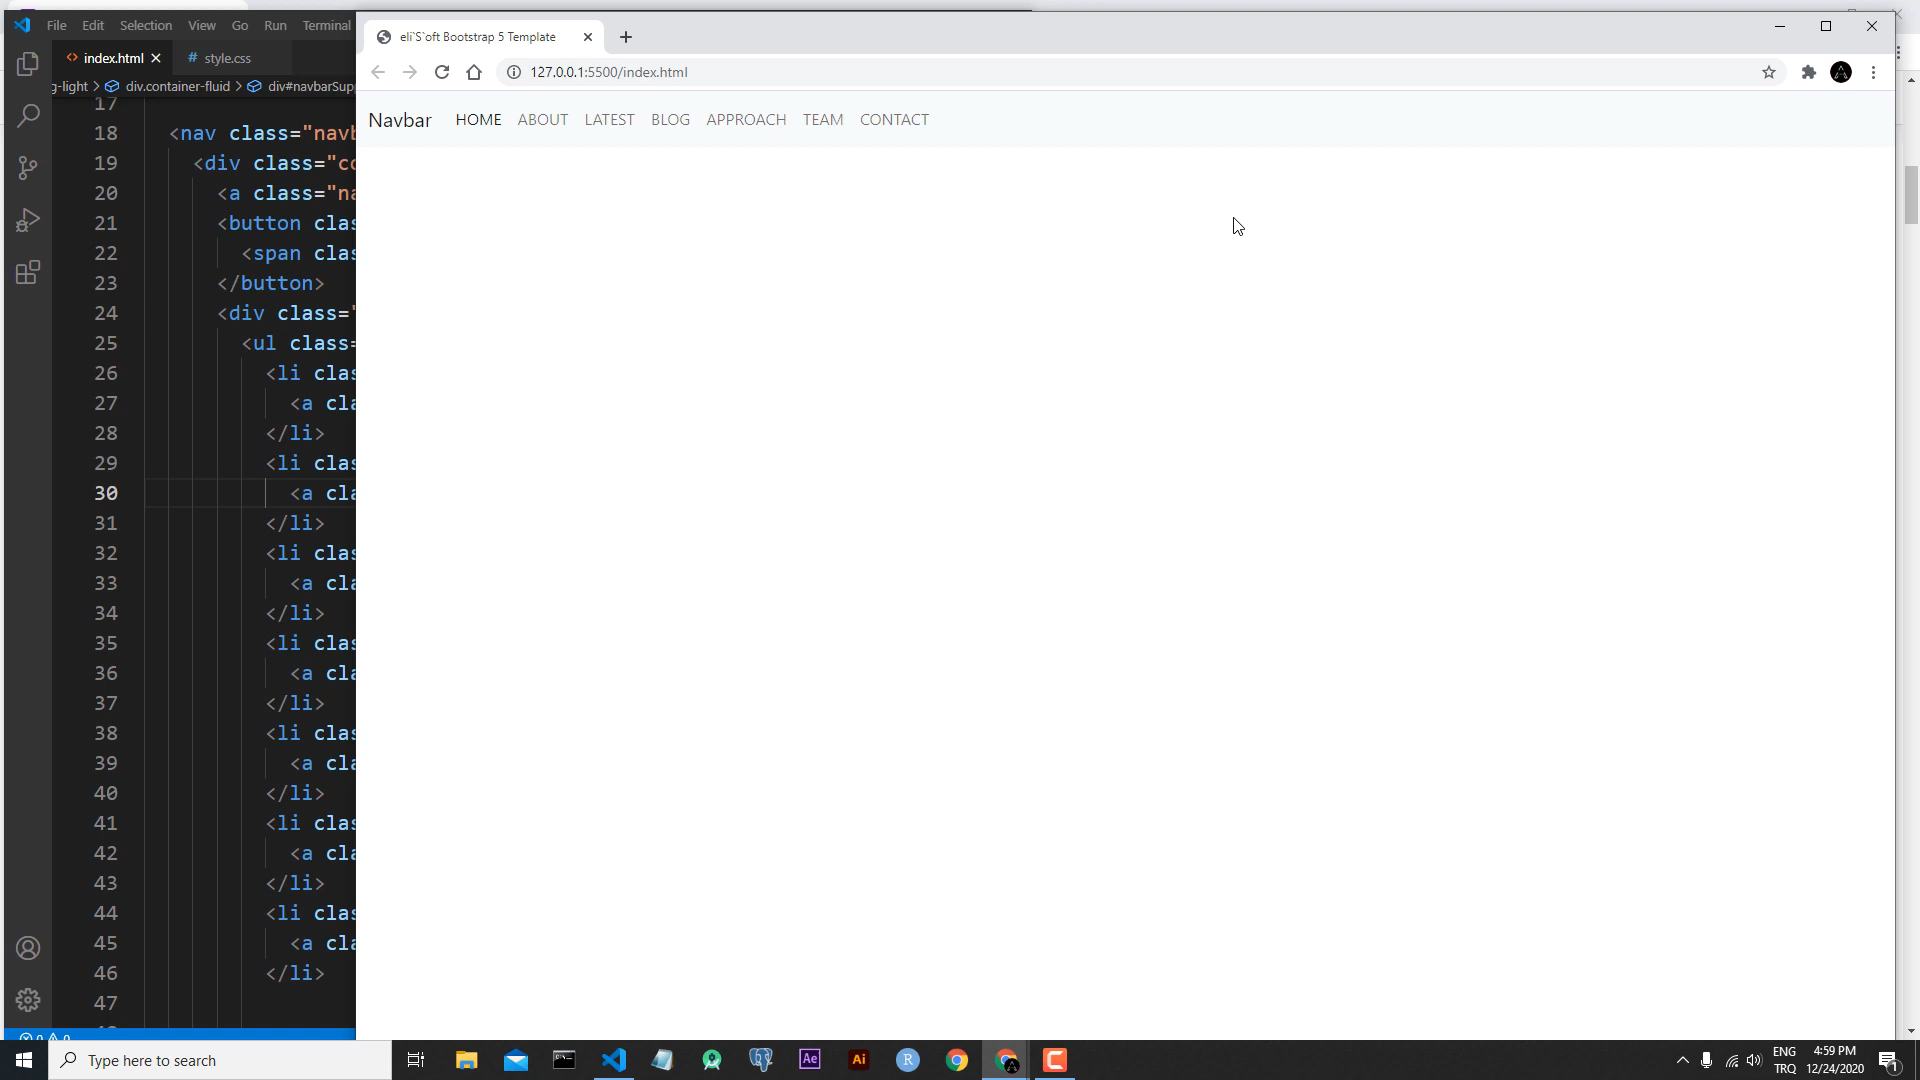 File Edit Selection View Go Run Terminal
index.html
# style.css
g-light > div.container-fluid > div#navbarSup
17
18 <nav class="navb
19 <div class="co
20 <a class="na
21 <button clas
22 <span clas
23 </button>
24 <div class="
25 <ul class=
26 <li clas
27 <a cla
28 </li>
29 <li clas
30 <a cla
31 </li>
32 <li clas
33 <a cla
34 </li>
35 <li clas
36 <a cla
37 </li>
38 <li clas
39 <a cla
40 </li>
41 <li clas
42 <a cla
43 </li>
44 <li clas
45 <a cla
46 </li>
47
eli`S`oft Bootstrap 5 Template
127.0.0.1:5500/index.html
Navbar HOME ABOUT LATEST BLOG APPROACH TEAM CONTACT
Type here to search
Ae
Ai
R
ENG
TRQ
4:59 PM
12/24/2020
1